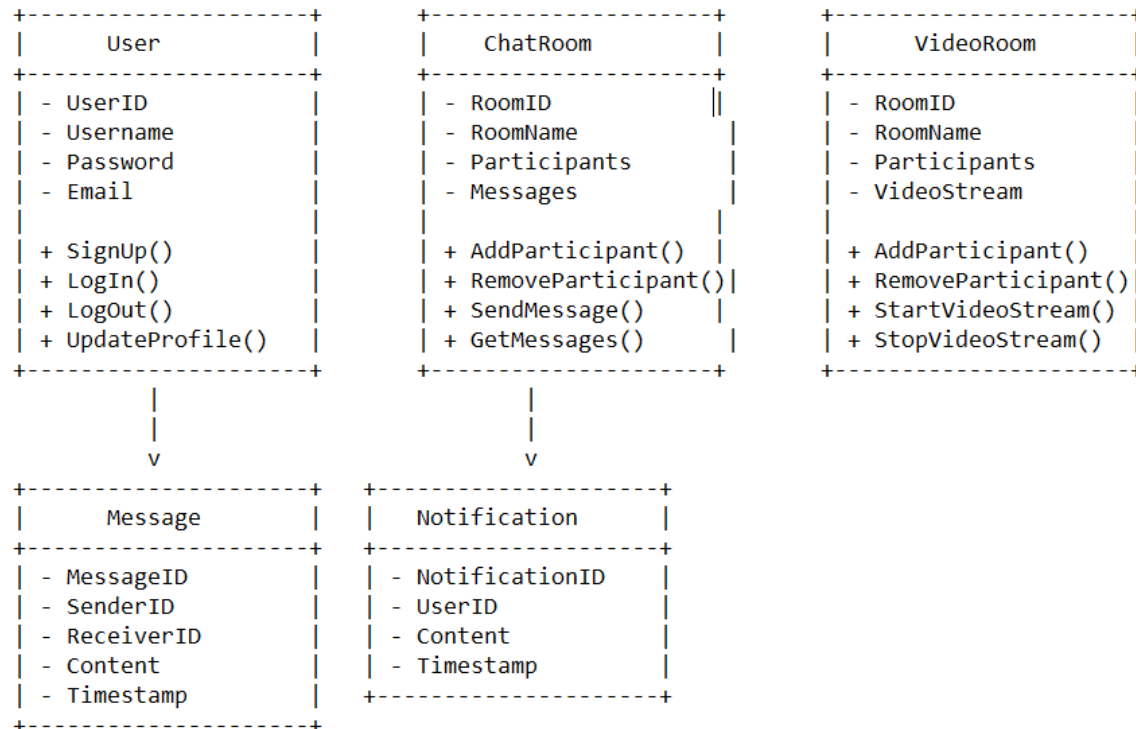 User
- UserID
- Username
- Password
- Email
+ SignUp()
+ LogIn()
+ LogOut()
+ UpdateProfile()
ChatRoom
- RoomID
- RoomName
- Participants
- Messages
+ AddParticipant()
+ RemoveParticipant()
+ SendMessage()
+ GetMessages()
VideoRoom
- RoomID
- RoomName
- Participants
- VideoStream
+ AddParticipant()
+ RemoveParticipant()
+ StartVideoStream()
+ StopVideoStream()
v
v
Message
- MessageID
- SenderID
- ReceiverID
- Content
- Timestamp
Notification
- NotificationID
- UserID
- Content
- Timestamp